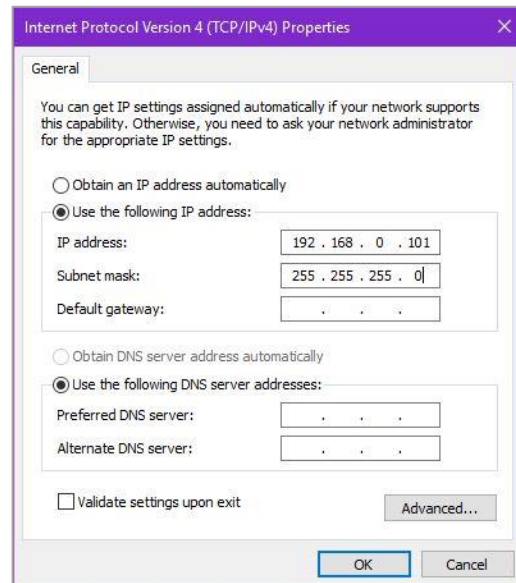 Internet Protocol Version 4 (TCP/IPv4) Properties
General
You can get IP settings assigned automatically if your network supports
this capability. Otherwise, you need to ask your network administrator
for the appropriate IP settings.
Obtain an IP address automatically
Use the following IP address:
IP address: 192 . 168 . 0 . 101
Subnet mask: 255 . 255 . 255 . 0
Default gateway: . . .
Obtain DNS server address automatically
Use the following DNS server addresses:
Preferred DNS server: . . .
Alternate DNS server: . . .
Validate settings upon exit
Advanced...
OK Cancel